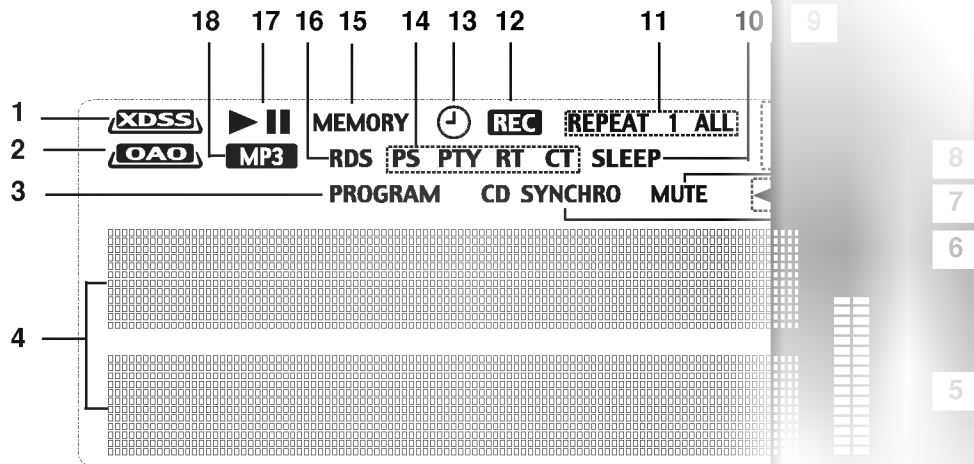 18 17 16 15 14 13 12 11 10 9
1 XDSS MEMORY REC REPEAT 1 ALL
2 OAO MP3 RDS PS PTY RT CT SLEEP 8
3 PROGRAM CD SYNCHRO MUTE 7
6
4
5